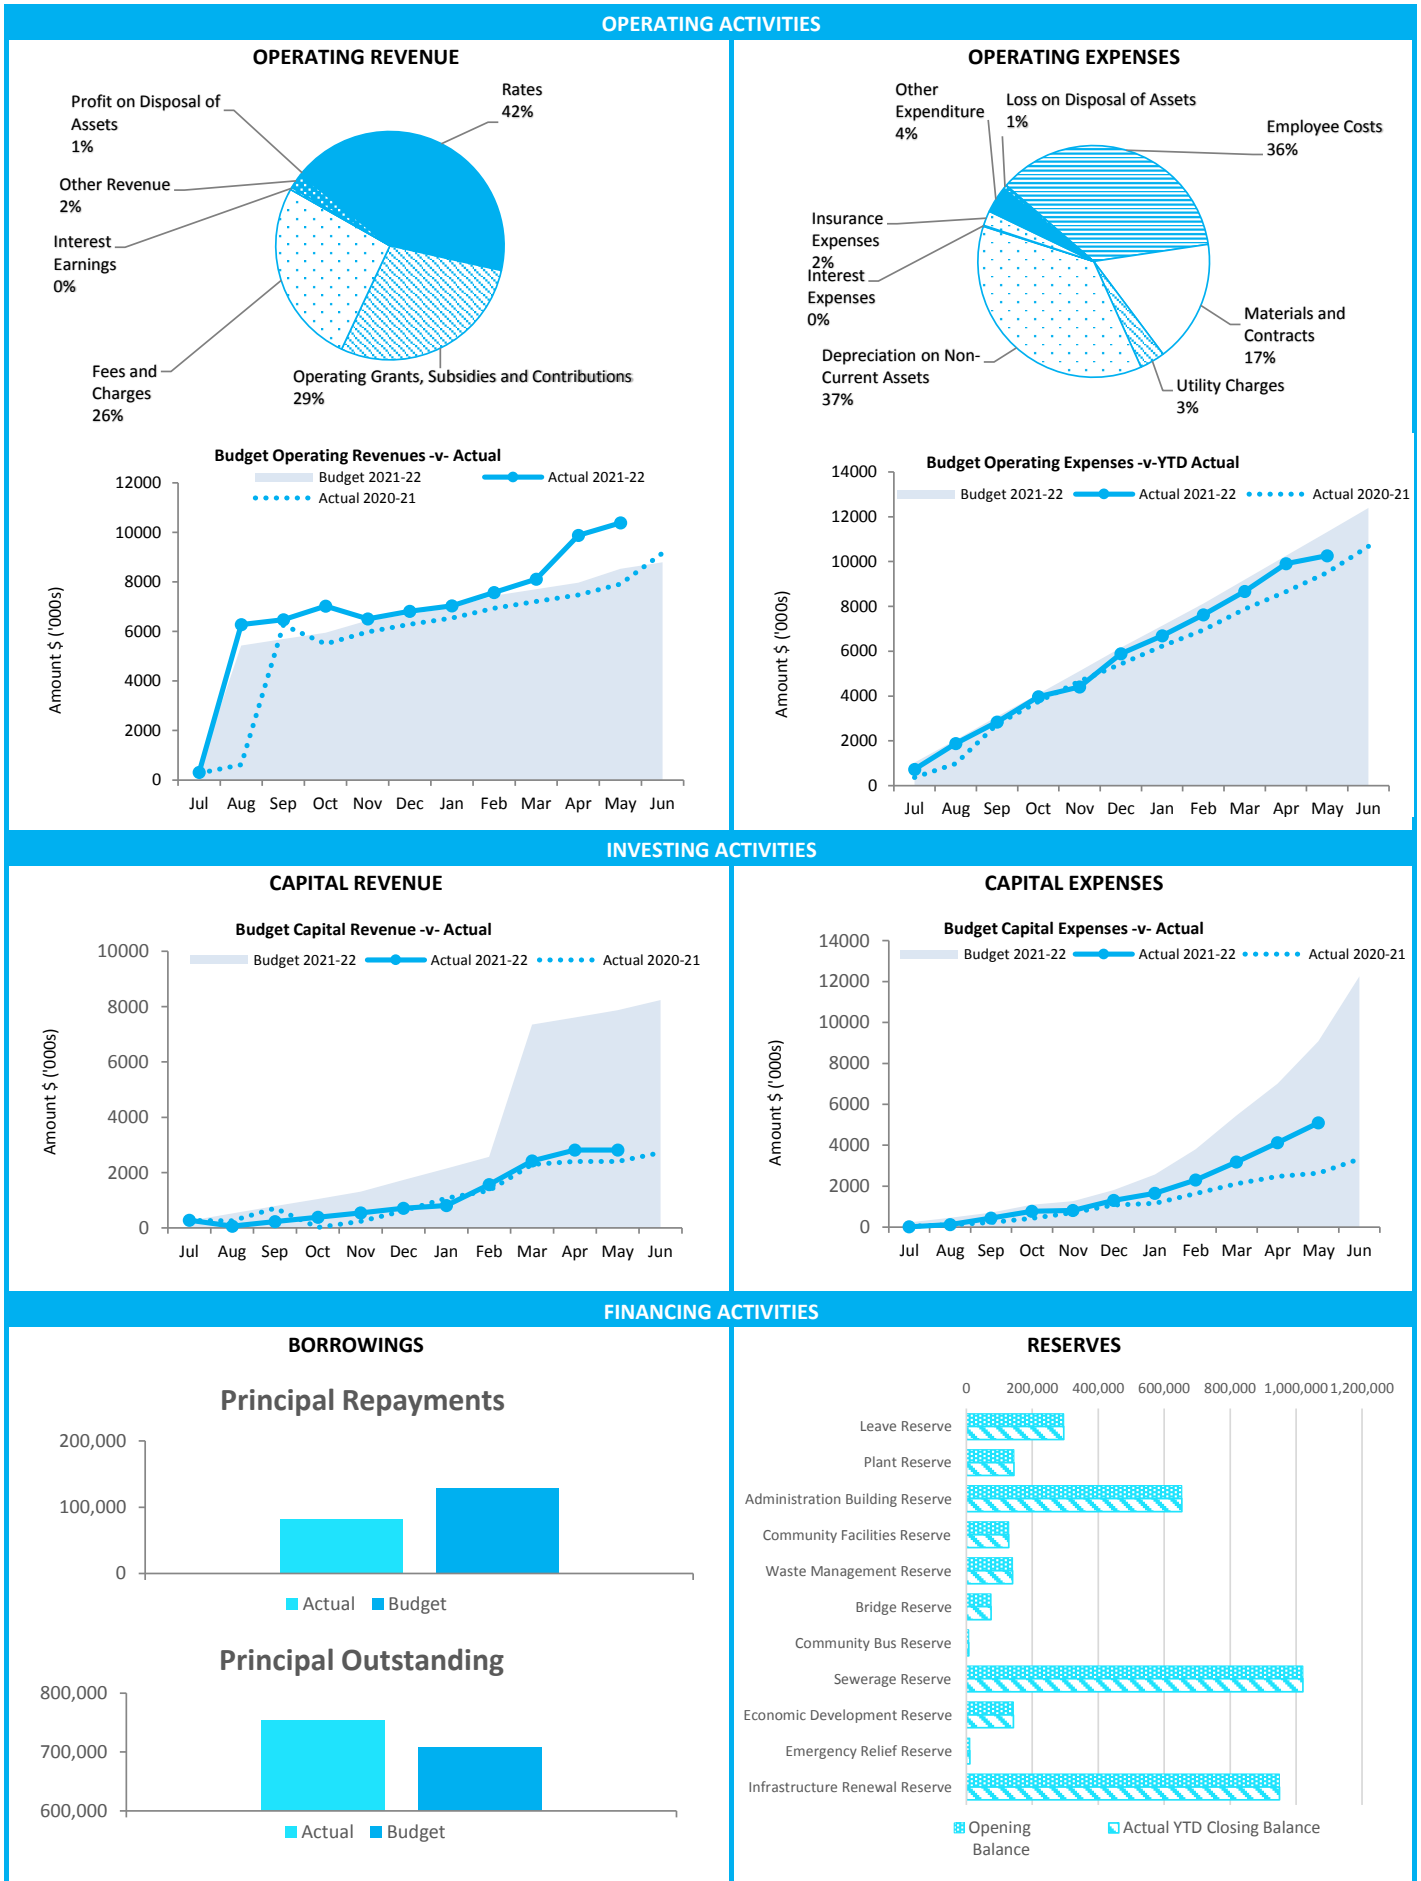 OPERATING ACTIVITIES
OPERATING REVENUE
Profit on Disposal of
Assets
1%
Rates
42%
Other Revenue
2%
Interest
Earnings
0%
Fees and
Charges
26%
Operating Grants, Subsidies and Contributions
29%
OPERATING EXPENSES
Other
Expenditure
4%
Loss on Disposal of Assets
1%
Employee Costs
36%
Insurance
Expenses
2%
Interest
Expenses
0%
Depreciation on Non-
Current Assets
37%
Materials and
Contracts
17%
Utility Charges
3%
Budget Operating Revenues -v- Actual
Budget 2021-22 Actual 2021-22
Actual 2020-21
12000
10000
8000
6000
4000
2000
0
Amount $ ('000s)
Jul Aug Sep Oct Nov Dec Jan Feb Mar Apr May Jun
Budget Operating Expenses -v-YTD Actual
Budget 2021-22 Actual 2021-22 Actual 2020-21
14000
12000
10000
8000
6000
4000
2000
0
Amount $ ('000s)
Jul Aug Sep Oct Nov Dec Jan Feb Mar Apr May Jun
INVESTING ACTIVITIES
CAPITAL REVENUE
Budget Capital Revenue -v- Actual
Budget 2021-22 Actual 2021-22 Actual 2020-21
10000
8000
6000
4000
2000
0
Amount $ ('000s)
Jul Aug Sep Oct Nov Dec Jan Feb Mar Apr May Jun
CAPITAL EXPENSES
Budget Capital Expenses -v- Actual
Budget 2021-22 Actual 2021-22 Actual 2020-21
14000
12000
10000
8000
6000
4000
2000
0
Amount $ ('000s)
Jul Aug Sep Oct Nov Dec Jan Feb Mar Apr May Jun
FINANCING ACTIVITIES
BORROWINGS
Principal Repayments
200,000
100,000
0
Actual Budget
Principal Outstanding
800,000
700,000
600,000
Actual Budget
RESERVES
0 200,000 400,000 600,000 800,000 1,000,000 1,200,000
Leave Reserve
Plant Reserve
Administration Building Reserve
Community Facilities Reserve
Waste Management Reserve
Bridge Reserve
Community Bus Reserve
Sewerage Reserve
Economic Development Reserve
Emergency Relief Reserve
Infrastructure Renewal Reserve
Opening
Balance
Actual YTD Closing Balance